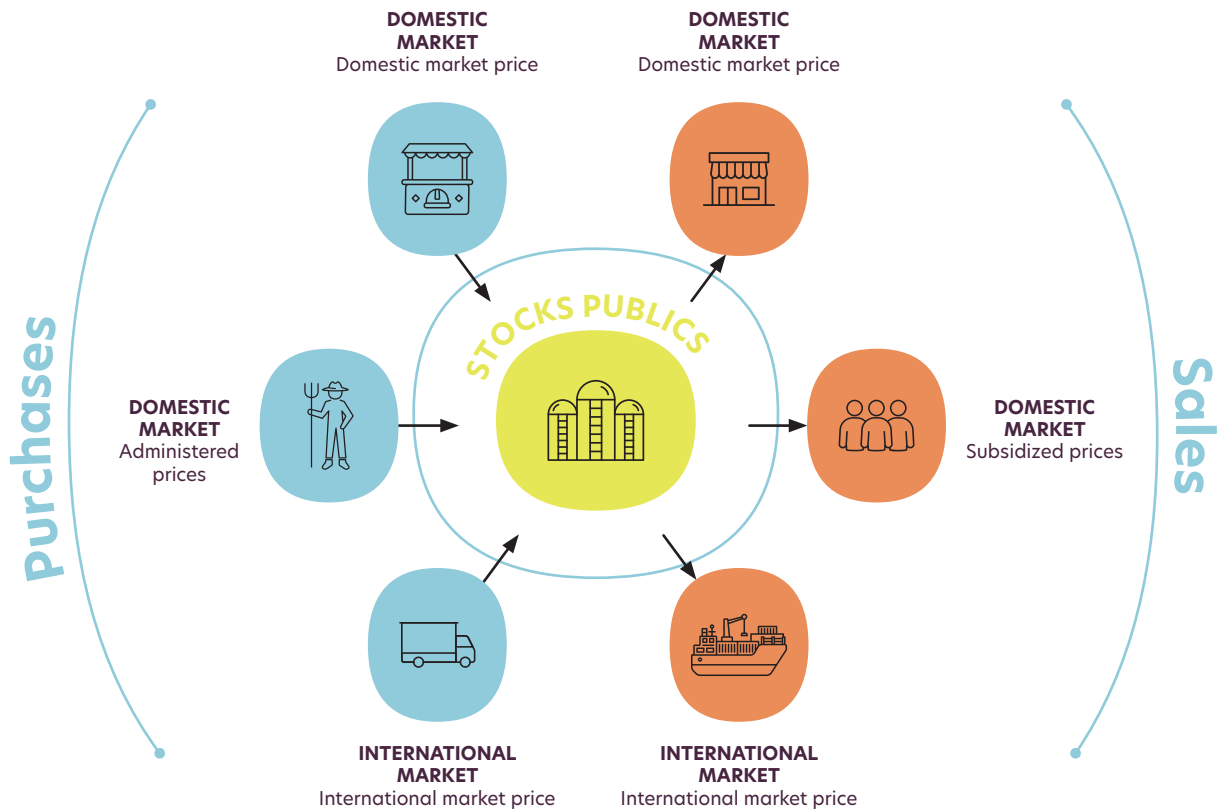 DOMESTIC
MARKET
Domestic market price
DOMESTIC
MARKET
Domestic market price
Purchases
STOCKS PUBLICS
Sales
DOMESTIC
MARKET
Administered
prices
DOMESTIC
MARKET
Subsidized prices
INTERNATIONAL
MARKET
International market price
INTERNATIONAL
MARKET
International market price